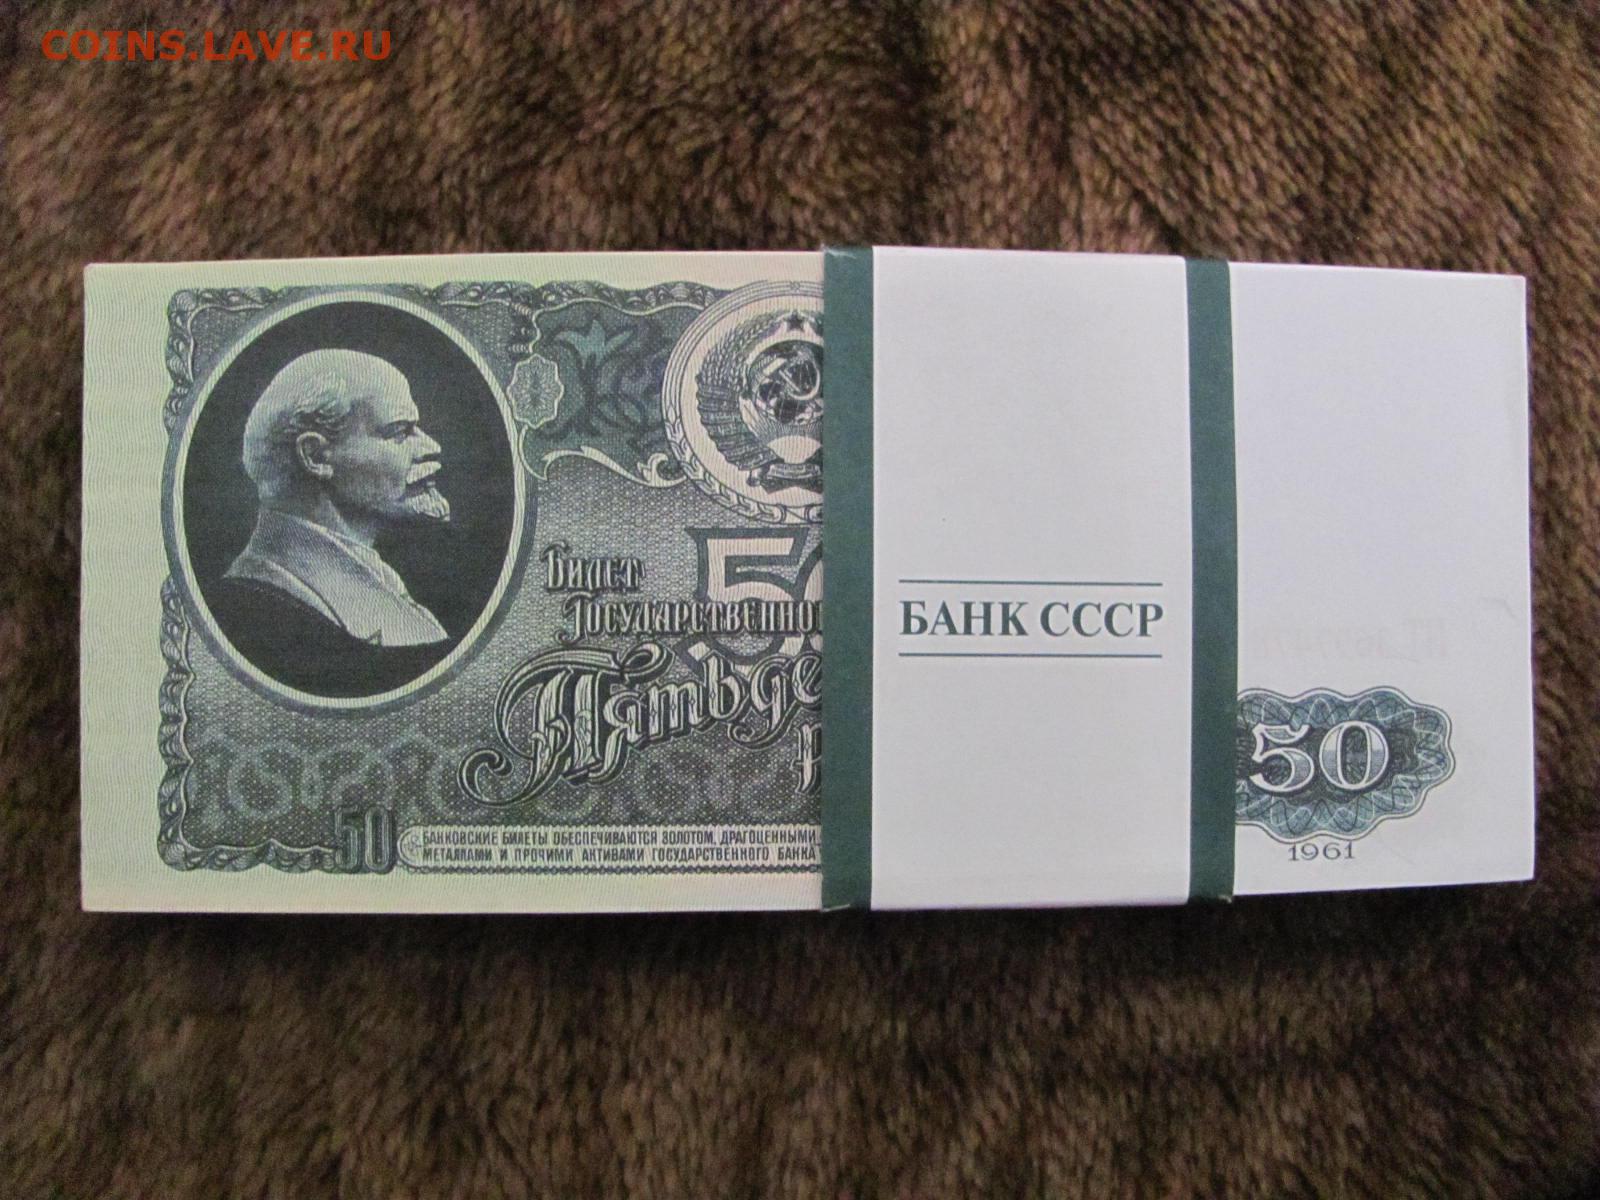 COINS.LAVE.RU
50
БИЛЕТ
ГОСУДАРСТВЕННОГО
50
БАНКОВСКИЕ БИЛЕТЫ ОБЕСПЕЧИВАЮТСЯ ЗОЛОТОМ, ДРАГОЦЕННЫМИ
МЕТАЛЛАМИ И ПРОЧИМИ АКТИВАМИ ГОСУДАРСТВЕННОГО БАНКА
БАНК СССР
50
1961